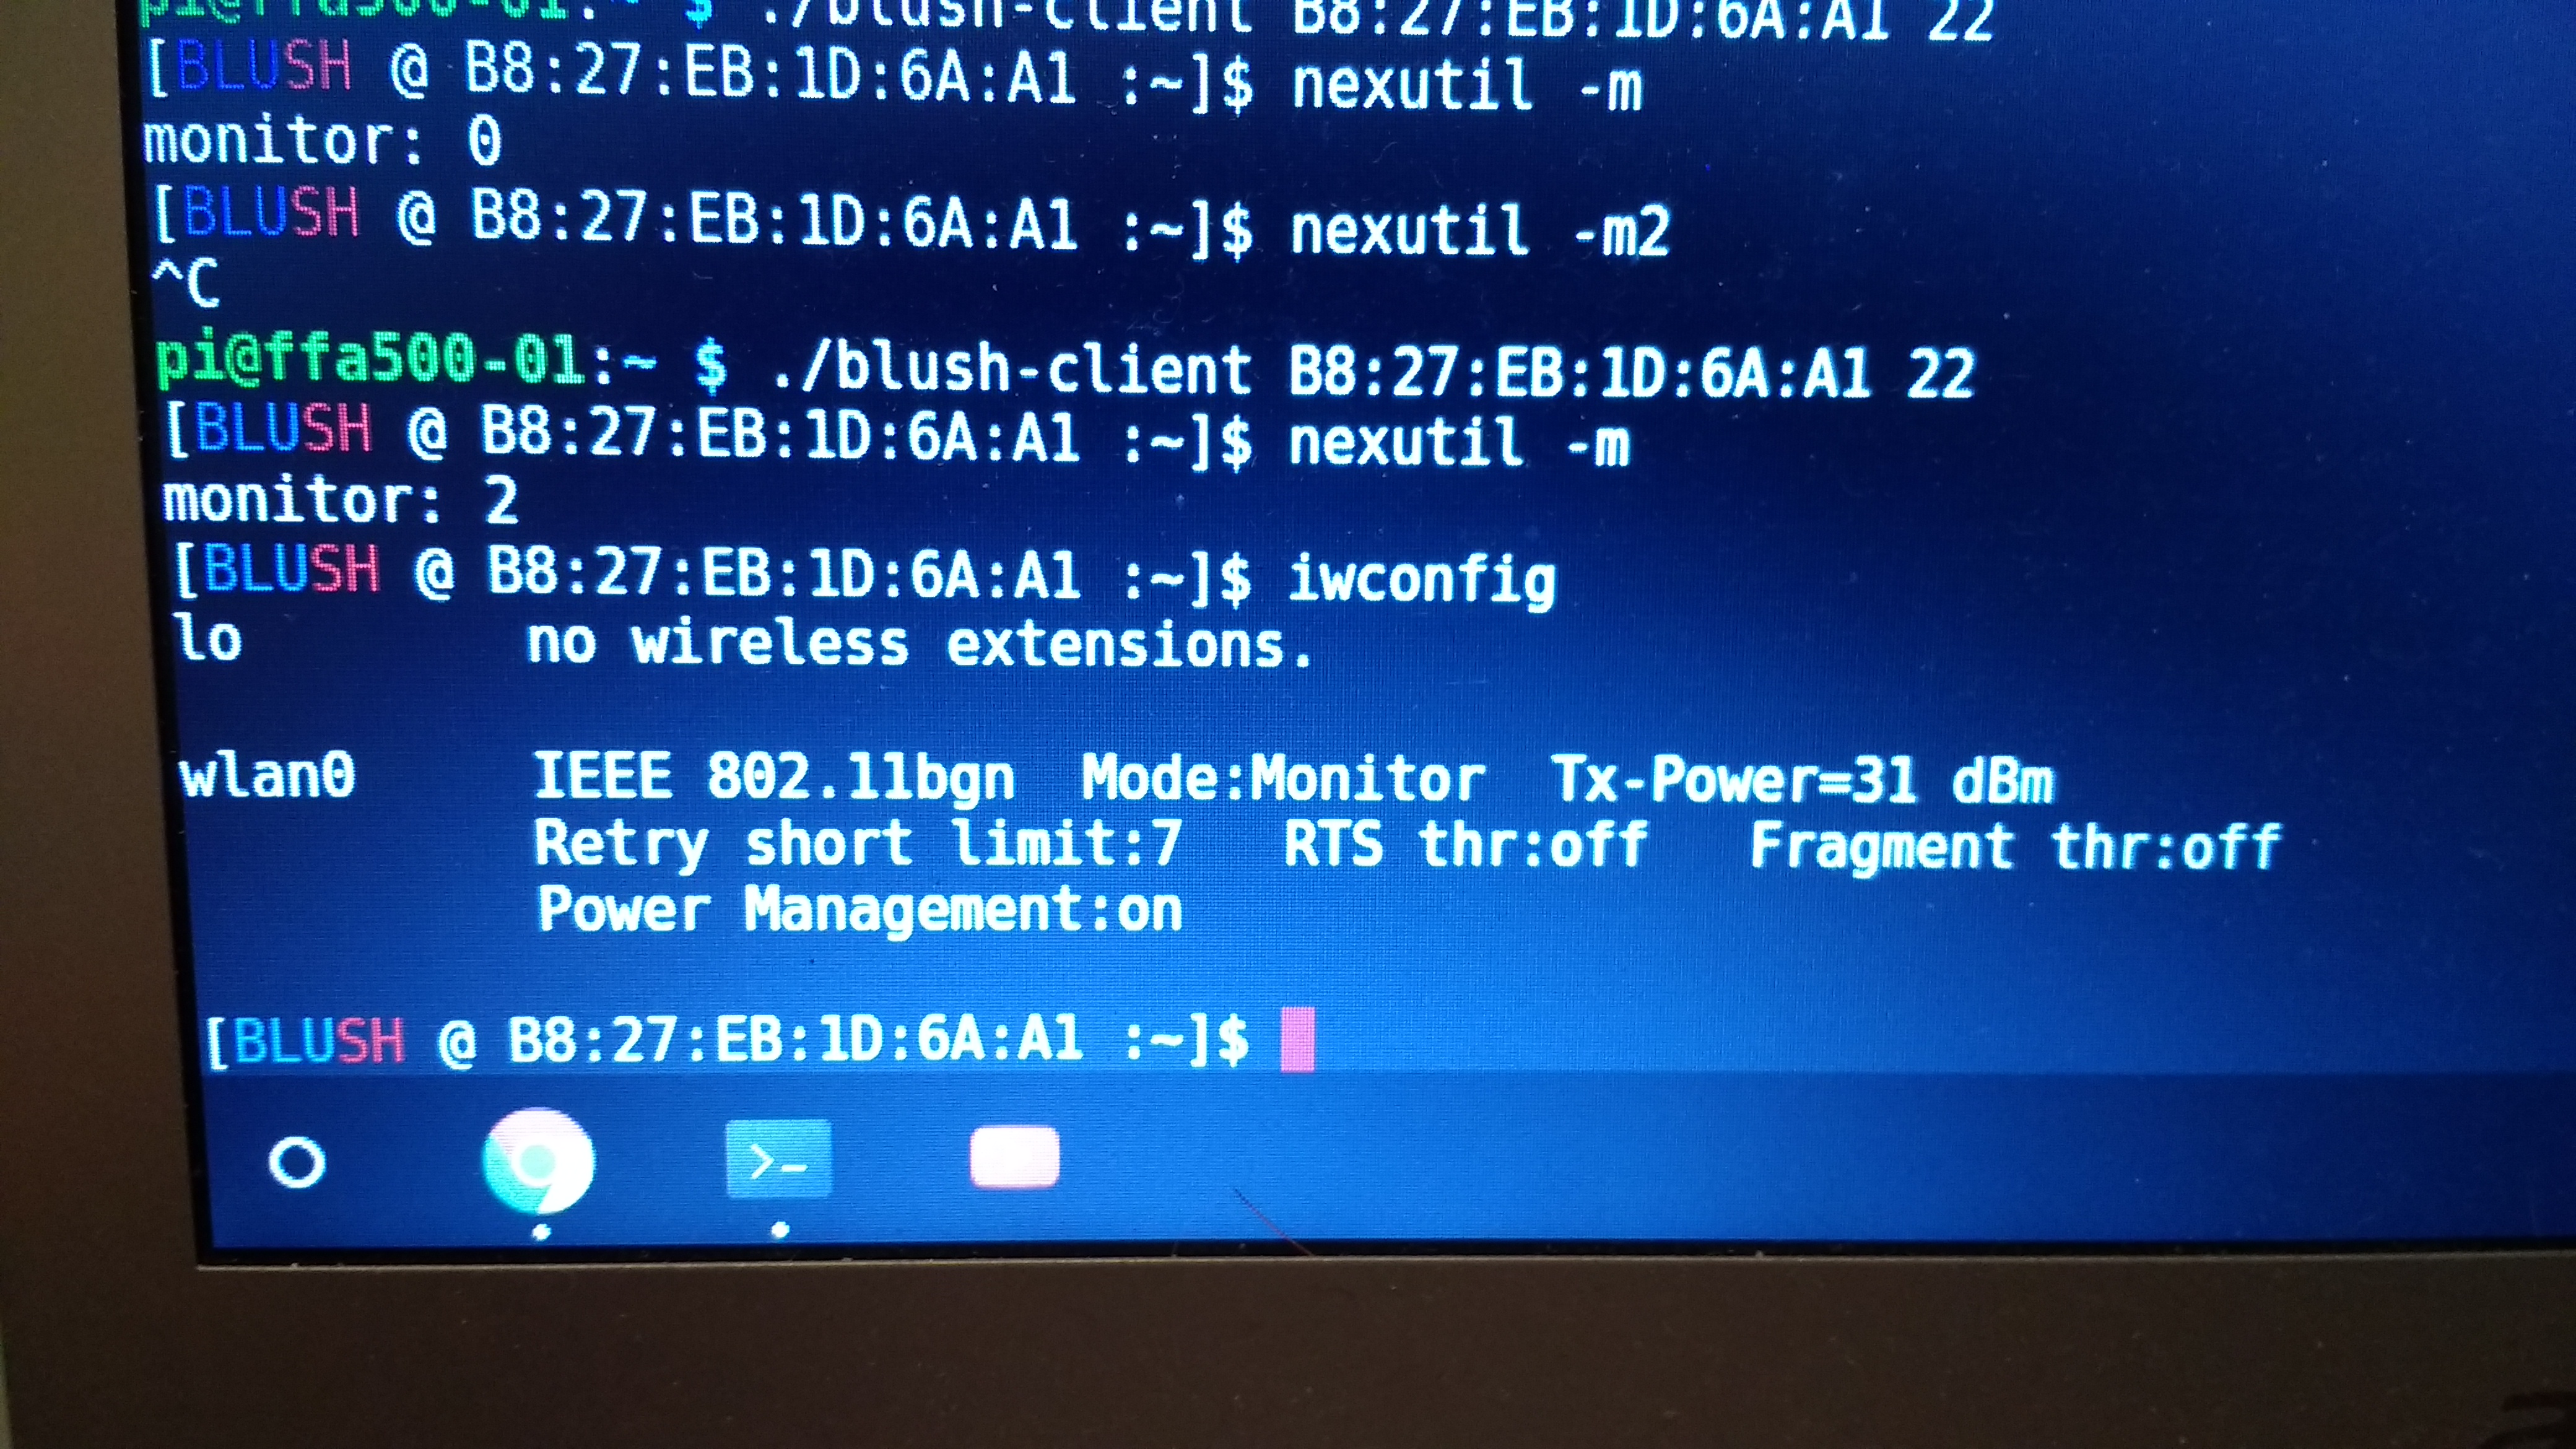 pi@ffa500-01:~ $ ./blush-client B8:27:EB:1D:6A:A1 22
[BLUSH @ B8:27:EB:1D:6A:A1 :~]$ nexutil -m
monitor: 0
[BLUSH @ B8:27:EB:1D:6A:A1 :~]$ nexutil -m2
^C
pi@ffa500-01:~ $ ./blush-client B8:27:EB:1D:6A:A1 22
[BLUSH @ B8:27:EB:1D:6A:A1 :~]$ nexutil -m
monitor: 2
[BLUSH @ B8:27:EB:1D:6A:A1 :~]$ iwconfig
lo        no wireless extensions.
wlan0     IEEE 802.11bgn  Mode:Monitor  Tx-Power=31 dBm
Retry short limit:7   RTS thr:off   Fragment thr:off
Power Management:on
[BLUSH @ B8:27:EB:1D:6A:A1 :~]$
>_